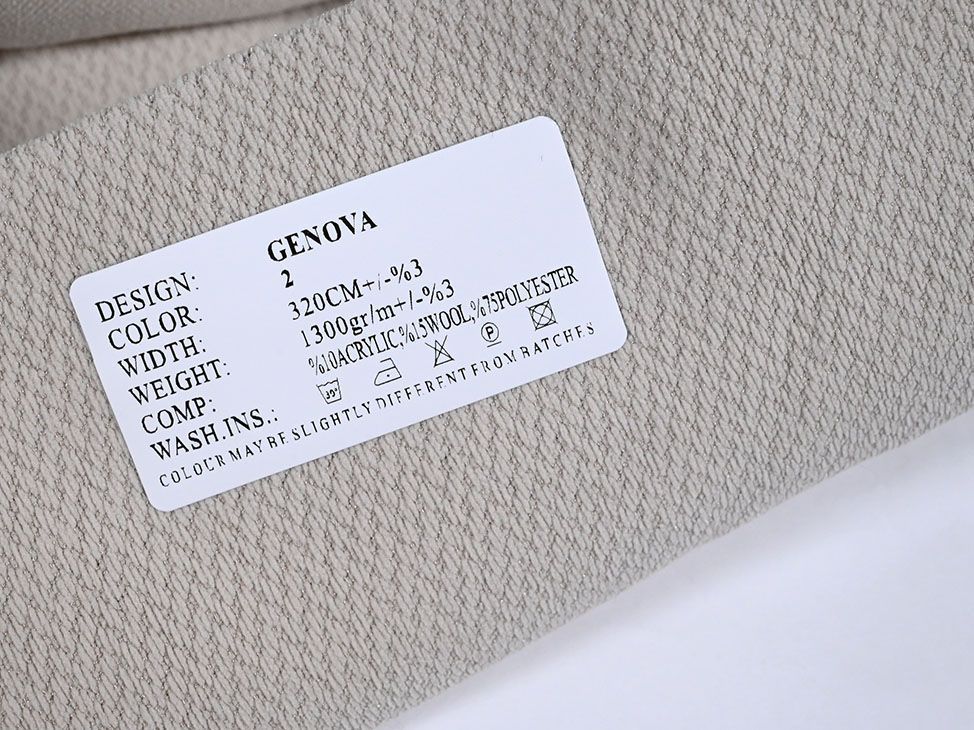 DESIGN: GENOVA
COLOR: 2
WIDTH: 320CM+/-%3
WEIGHT: 1300gr/m+/-%3
COMP: %10ACRYLIC,%15WOOL,%75POLYESTER
WASH.INS.: 30° P
COLOUR MAY BE SLIGHTLY DIFFERENT FROM BATCHES